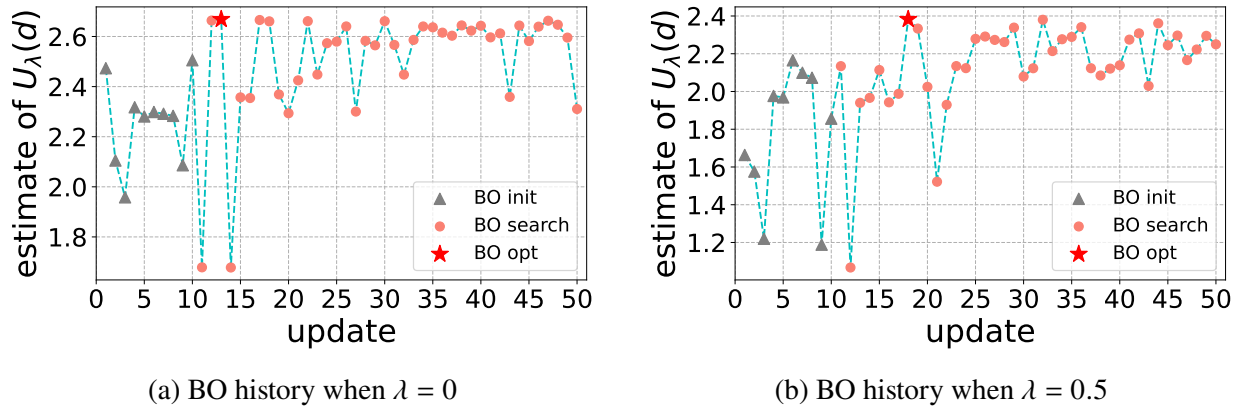 estimate of U_λ(d)
2.6
2.4
2.2
2.0
1.8
BO init
BO search
BO opt
0 5 10 15 20 25 30 35 40 45 50
update
(a) BO history when λ = 0
estimate of U_λ(d)
2.4
2.2
2.0
1.8
1.6
1.4
1.2
BO init
BO search
BO opt
0 5 10 15 20 25 30 35 40 45 50
update
(b) BO history when λ = 0.5